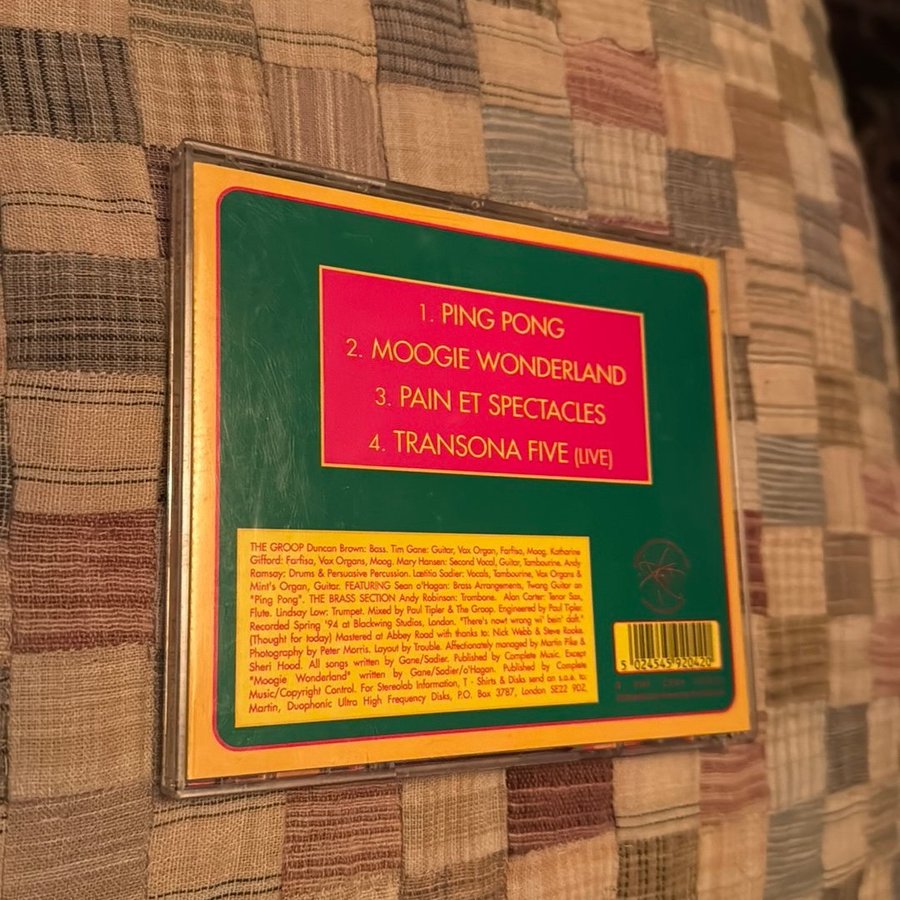 1. PING PONG
2. MOOGIE WONDERLAND
3. PAIN ET SPECTACLES
4. TRANSONA FIVE (LIVE)
THE GROOP Duncan Brown: Bass. Tim Gane: Guitar, Vox Organ, Farfisa, Moog. Katharine
Gifford: Farfisa, Vox Organs, Moog. Mary Hansen: Second Vocal, Guitar, Tambourine. Andy
Ramsay: Drums & Persuasive Percussion. Lætitia Sadier: Vocals, Tambourine, Vox Organs &
Mint's Organ, Guitar. FEATURING Sean o'Hagan: Brass Arrangements, Twang Guitar on
"Ping Pong". THE BRASS SECTION Andy Robinson: Trombone. Alan Carter: Tenor Sax,
Flute. Lindsay Low: Trumpet. Mixed by Paul Tipler & The Groop. Engineered by Paul Tipler.
Recorded Spring '94 at Blackwing Studios, London. "There's nowt wrong wi' bein' daft."
(Thought for today) Mastered at Abbey Road with thanks to: Nick Webb & Steve Rooke.
Photography by Peter Morris. Layout by Trouble. Affectionately managed by Martin Pike &
Sheri Hood. All songs written by Gane/Sadier. Published by Complete Music. Except
"Moogie Wonderland" written by Gane/Sadier/o'Hagan. Published by Complete
Music/Copyright Control. For Stereolab Information, T - Shirts & Disks send an s.a.e. to:
Martin, Duophonic Ultra High Frequency Disks, P.O. Box 3787, London SE22 9DZ.
5 024545 920420